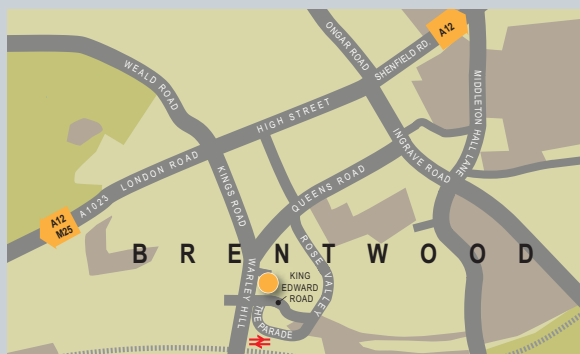 A12
ONGAR ROAD
SHENFIELD RD.
WEALD ROAD
MIDDLETON HALL LANE
HIGH STREET
INGRAVE ROAD
LONDON ROAD
A1023
KINGS ROAD
QUEENS ROAD
A12
M25
BRENTWOOD
ROSE VALLEY
WARLEY HILL
KING
EDWARD
ROAD
THE PARADE